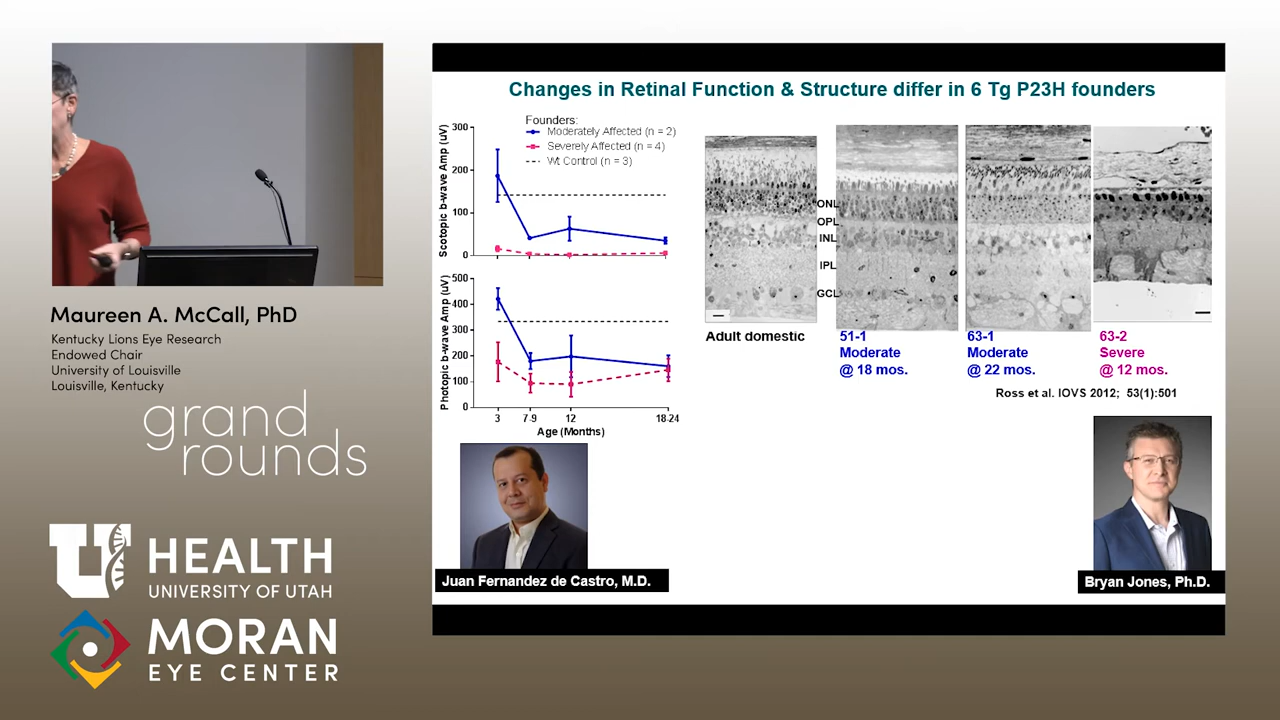 Maureen A. McCall, PhD
Kentucky Lions Eye Research
Endowed Chair
University of Louisville
Louisville, Kentucky
grand
rounds
U
HEALTH
UNIVERSITY OF UTAH
MORAN
EYE CENTER
Changes in Retinal Function & Structure differ in 6 Tg P23H founders
Founders:
Moderately Affected (n = 2)
Severely Affected (n = 4)
Wt Control (n = 3)
Scotopic b-wave Amp (uV)
300
200
100
0
Photopic b-wave Amp (uV)
500
400
300
200
100
0
3
7-9
12
18-24
Age (Months)
ONL
OPL
INL
IPL
GCL
Adult domestic
51-1
Moderate
@ 18 mos.
63-1
Moderate
@ 22 mos.
63-2
Severe
@ 12 mos.
Ross et al. IOVS 2012; 53(1):501
Juan Fernandez de Castro, M.D.
Bryan Jones, Ph.D.